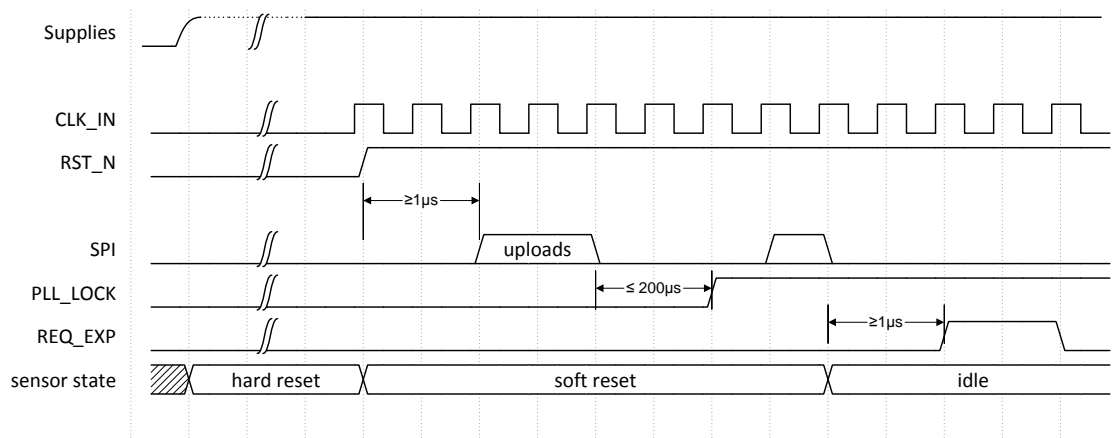 Supplies
CLK_IN
RST_N
≥1µs
SPI
uploads
PLL_LOCK
≤ 200µs
REQ_EXP
≥1µs
sensor state
hard reset
soft reset
idle